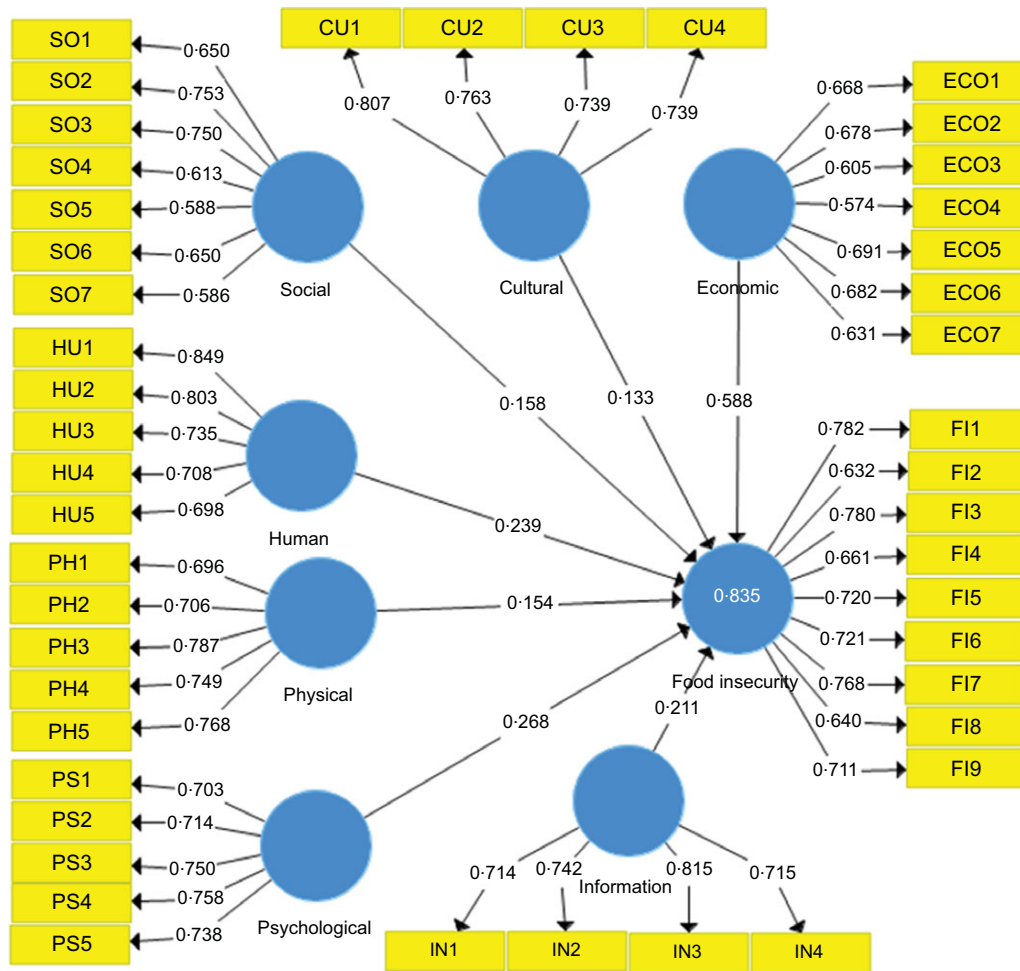 CU1 CU2 CU3 CU4
0·807 0·763 0·739 0·739
SO1
SO2
SO3
SO4
SO5
SO6
SO7
0·650
0·753
0·750
0·613
0·588
0·650
0·586
Social
Cultural
Economic
0·668
0·678
0·605
0·574
0·691
0·682
0·631
ECO1
ECO2
ECO3
ECO4
ECO5
ECO6
ECO7
0·158
0·133
0·588
HU1
HU2
HU3
HU4
HU5
0·849
0·803
0·735
0·708
0·698
Human
0·239
PH1
PH2
PH3
PH4
PH5
0·696
0·706
0·787
0·749
0·768
Physical
0·154
0·835
Food insecurity
0·782
0·632
0·780
0·661
0·720
0·721
0·768
0·640
0·711
FI1
FI2
FI3
FI4
FI5
FI6
FI7
FI8
FI9
PS1
PS2
PS3
PS4
PS5
0·703
0·714
0·750
0·758
0·738
Psychological
0·268
0·211
Information
0·714 0·742 0·815 0·715
IN1 IN2 IN3 IN4